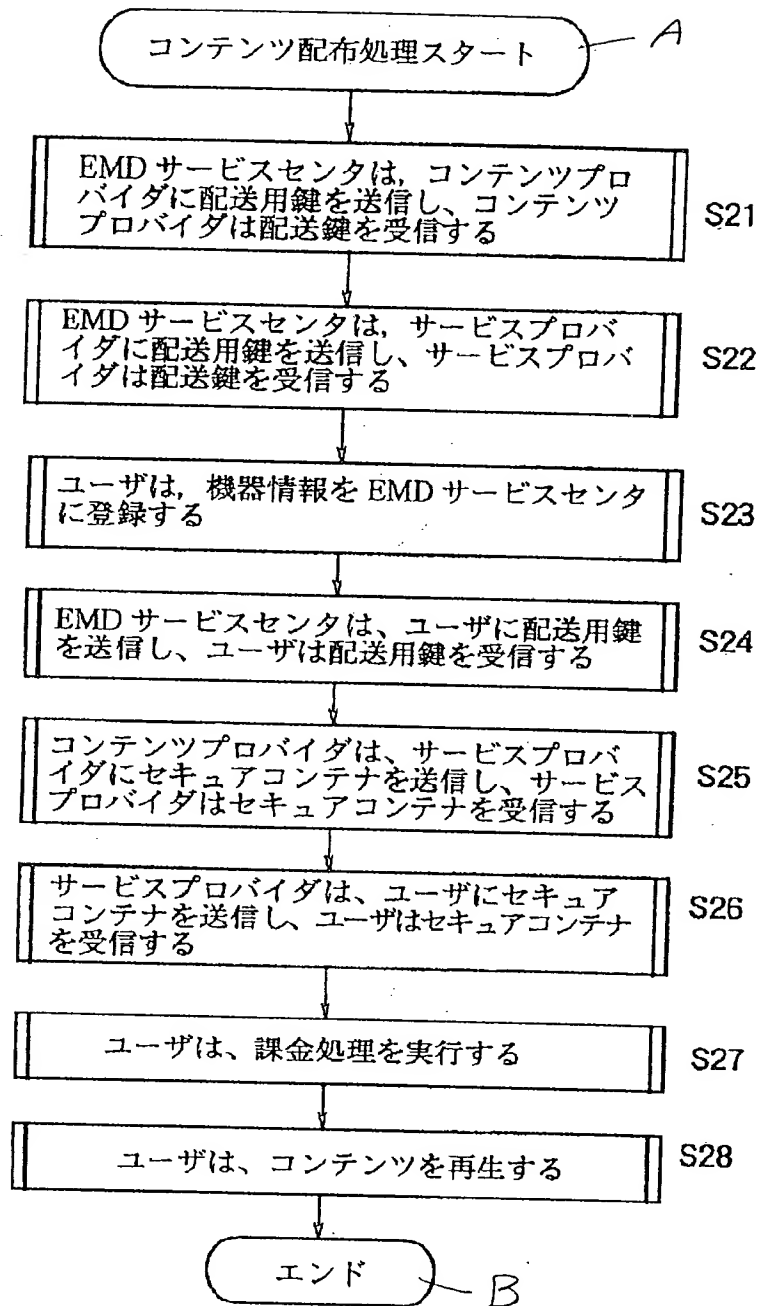 コンテンツ配布処理スタート
A
EMD サービスセンタは, コンテンツプロ
バイダに配送用鍵を送信し、コンテンツ
プロバイダは配送鍵を受信する
S21
EMD サービスセンタは, サービスプロバ
イダに配送用鍵を送信し、サービスプロバ
イダは配送鍵を受信する
S22
ユーザは, 機器情報を EMD サービスセンタ
に登録する
S23
EMD サービスセンタは、ユーザに配送用鍵
を送信し、ユーザは配送用鍵を受信する
S24
コンテンツプロバイダは、サービスプロバ
イダにセキュアコンテナを送信し、サービス
プロバイダはセキュアコンテナを受信する
S25
サービスプロバイダは、ユーザにセキュア
コンテナを送信し、ユーザはセキュアコンテナ
を受信する
S26
ユーザは、課金処理を実行する
S27
ユーザは、コンテンツを再生する
S28
エンド
B